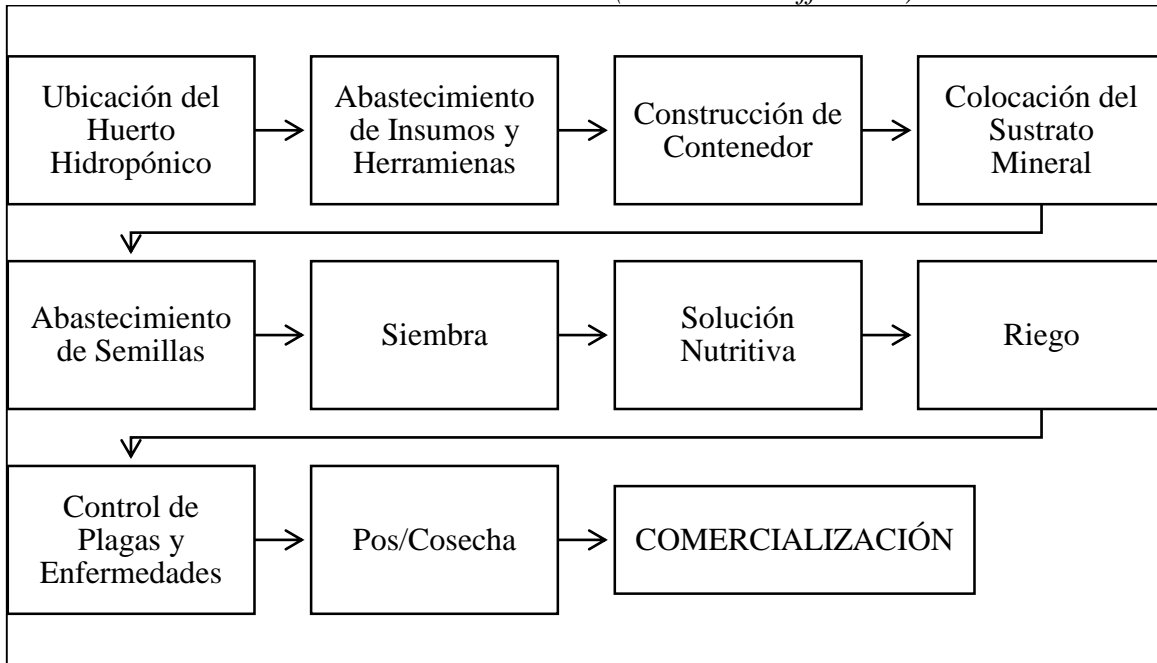 Ubicación del
Huerto
Hidropónico
Abastecimiento
de Insumos y
Herramienas
Construcción de
Contenedor
Colocación del
Sustrato
Mineral
Abastecimiento
de Semillas
Siembra
Solución
Nutritiva
Riego
Control de
Plagas y
Enfermedades
Pos/Cosecha
COMERCIALIZACIÓN